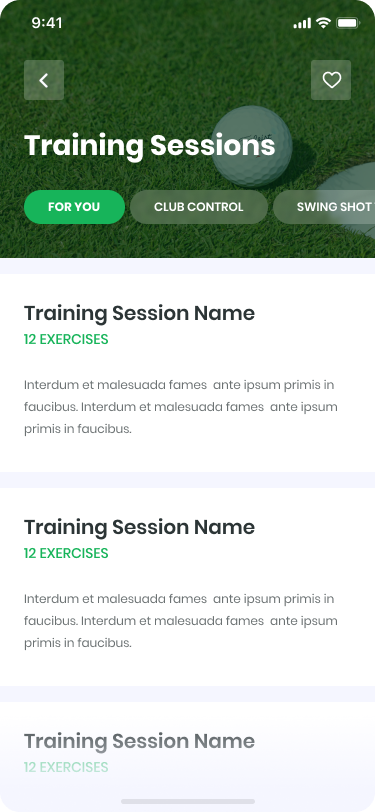 9:41
Training Sessions
FOR YOU
CLUB CONTROL
SWING SHOT
Training Session Name
12 EXERCISES
Interdum et malesuada fames ante ipsum primis in
faucibus. Interdum et malesuada fames ante ipsum
primis in faucibus.
Training Session Name
12 EXERCISES
Interdum et malesuada fames ante ipsum primis in
faucibus. Interdum et malesuada fames ante ipsum
primis in faucibus.
Training Session Name
12 EXERCISES